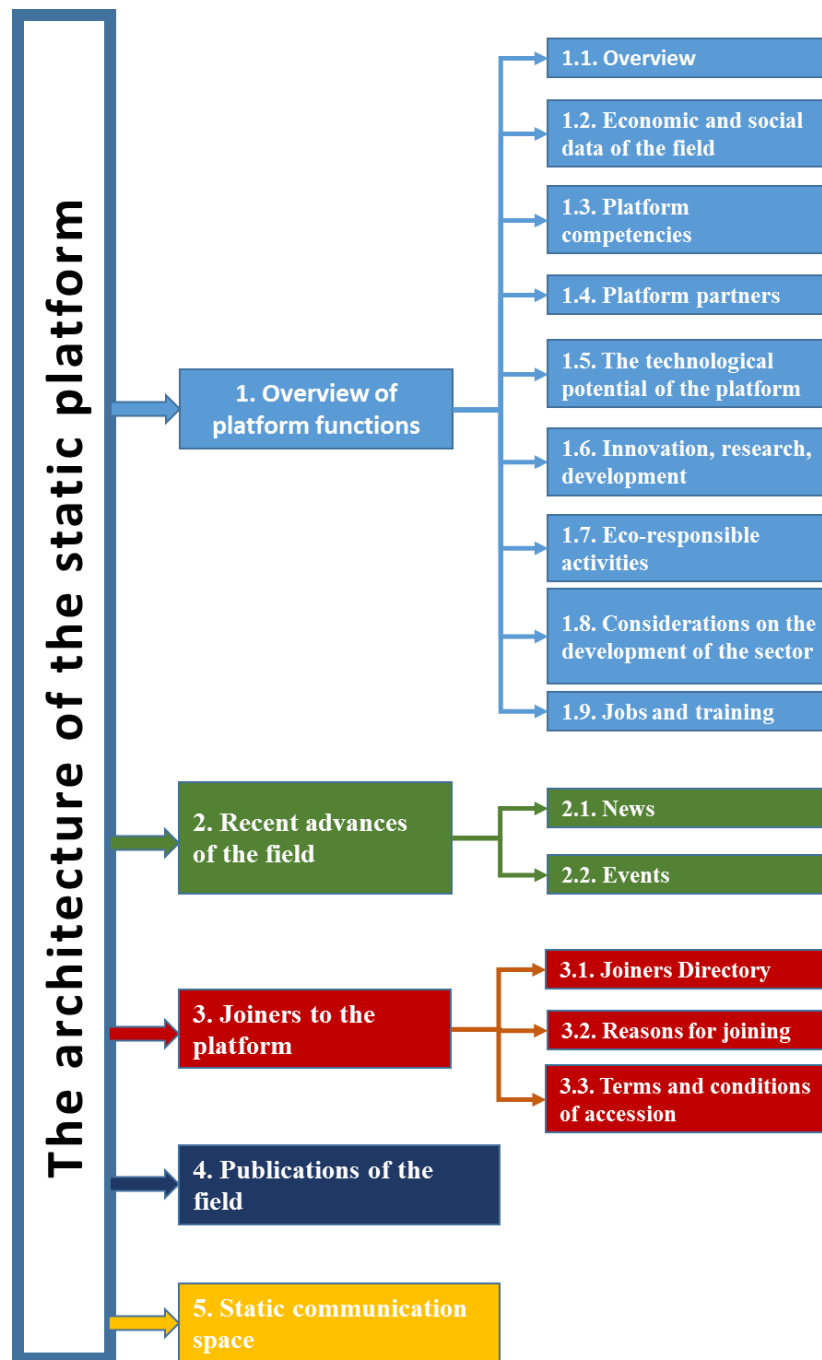 The architecture of the static platform
1. Overview of
platform functions
1.1. Overview
1.2. Economic and social
data of the field
1.3. Platform
competencies
1.4. Platform partners
1.5. The technological
potential of the platform
1.6. Innovation, research,
development
1.7. Eco-responsible
activities
1.8. Considerations on the
development of the sector
1.9. Jobs and training
2. Recent advances
of the field
2.1. News
2.2. Events
3. Joiners to the
platform
3.1. Joiners Directory
3.2. Reasons for joining
3.3. Terms and conditions
of accession
4. Publications of the
field
5. Static communication
space